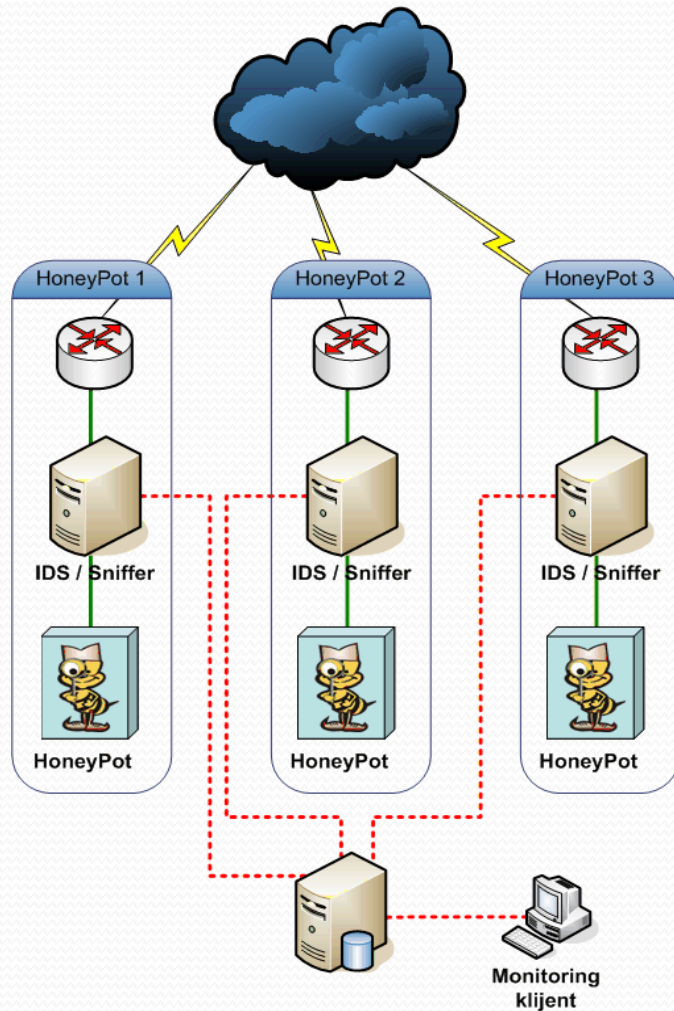 HoneyPot 1
HoneyPot 2
HoneyPot 3
IDS / Sniffer
IDS / Sniffer
IDS / Sniffer
HoneyPot
HoneyPot
HoneyPot
Monitoring
klijent